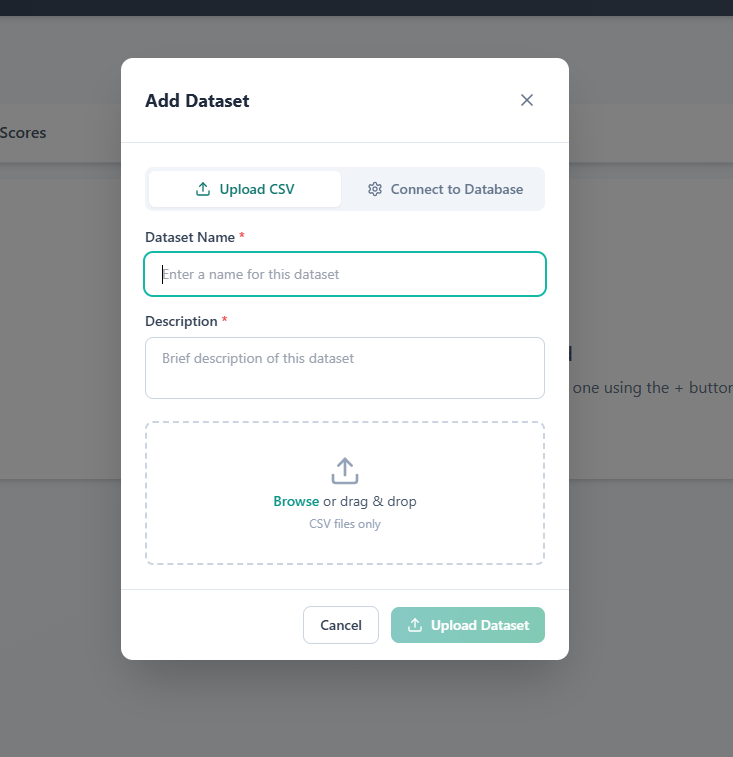 Add Dataset
Scores
Upload CSV
Connect to Database
Dataset Name *
Enter a name for this dataset
Description *
Brief description of this dataset
one using the + button
Browse or drag & drop
CSV files only
Cancel
Upload Dataset